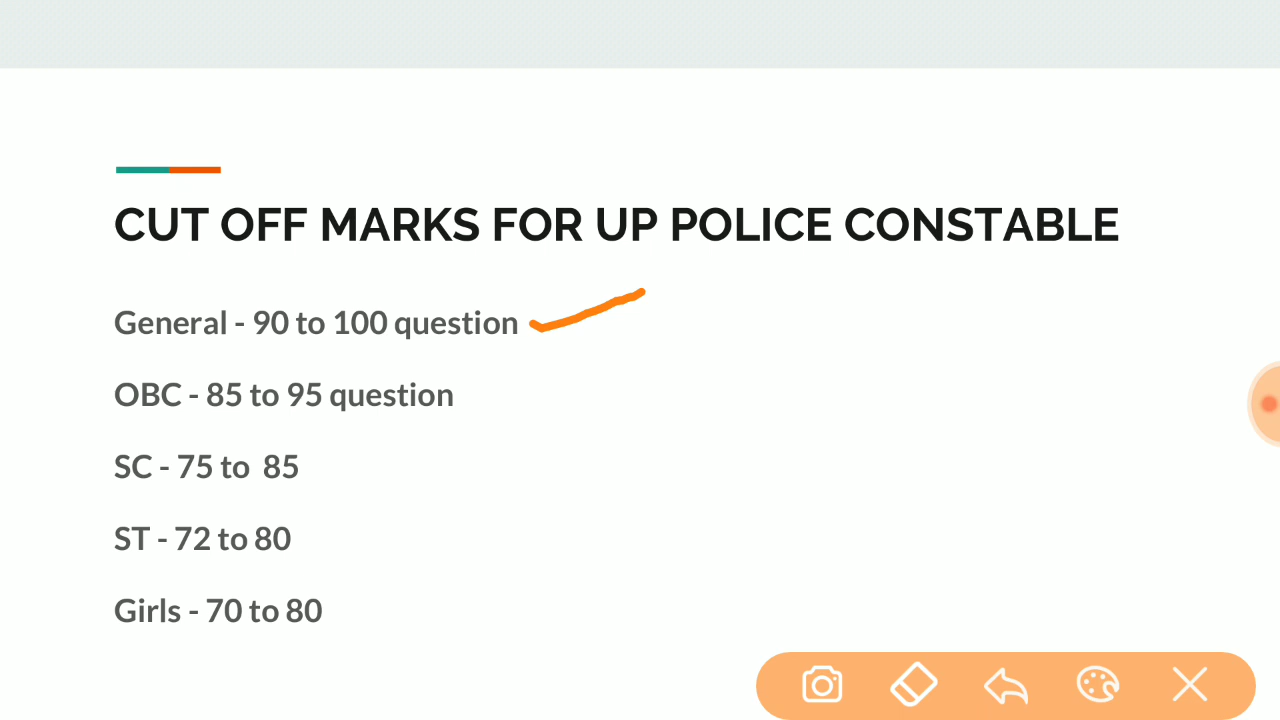 CUT OFF MARKS FOR UP POLICE CONSTABLE
General - 90 to 100 question
OBC - 85 to 95 question
SC - 75 to  85
ST - 72 to 80
Girls - 70 to 80